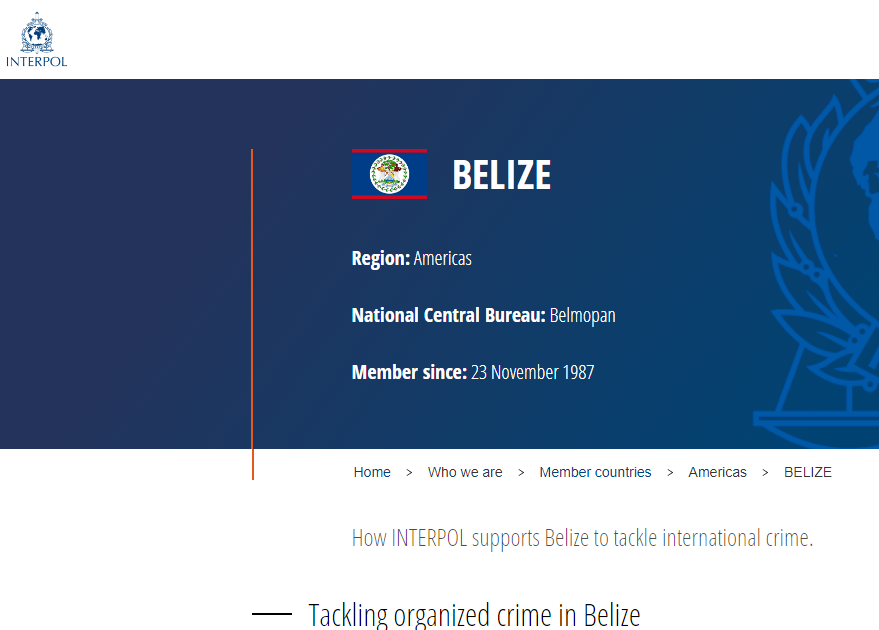 INTERPOL
BELIZE
Region: Americas
National Central Bureau: Belmopan
Member since: 23 November 1987
Home > Who we are > Member countries > Americas > BELIZE
How INTERPOL supports Belize to tackle international crime.
Tackling organized crime in Belize